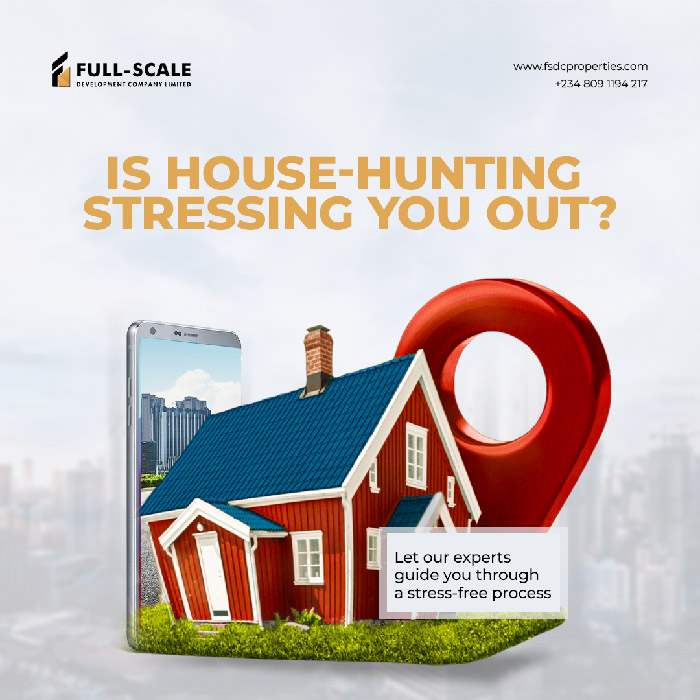 FULL-SCALE
DEVELOPMENT COMPANY LIMITED
www.fsdcproperties.com
+234 809 1194 217
IS HOUSE-HUNTING
STRESSING YOU OUT?
Let our experts
guide you through
a stress-free process